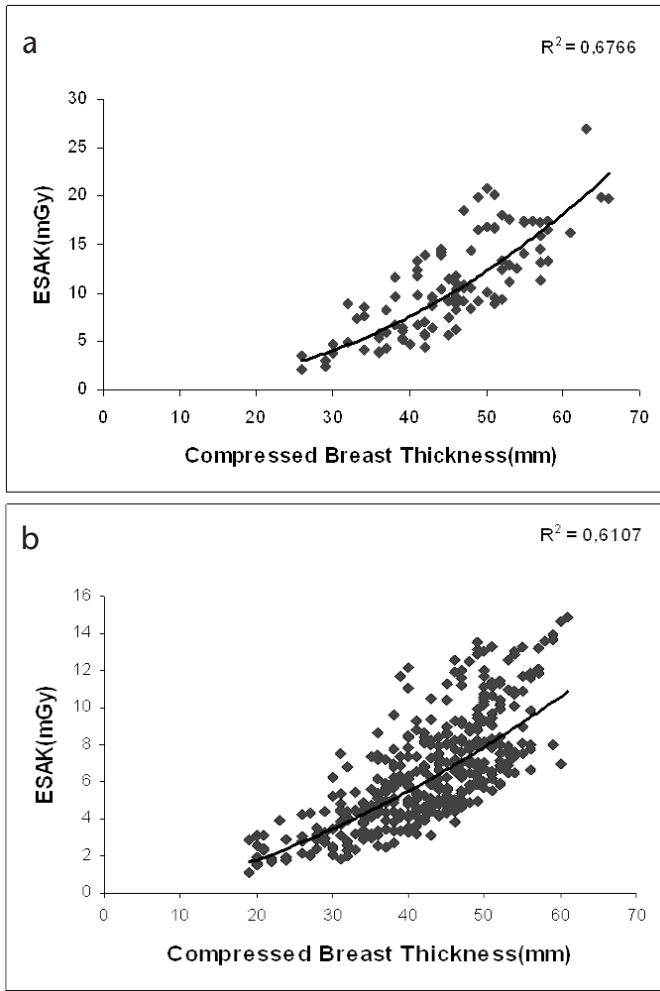 a
R² = 0,6766
30
25
20
15
10
5
0
ESAK(mGy)
0 10 20 30 40 50 60 70
Compressed Breast Thickness(mm)
b
R² = 0,6107
16
14
12
10
8
6
4
2
0
ESAK(mGy)
0 10 20 30 40 50 60 70
Compressed Breast Thickness(mm)